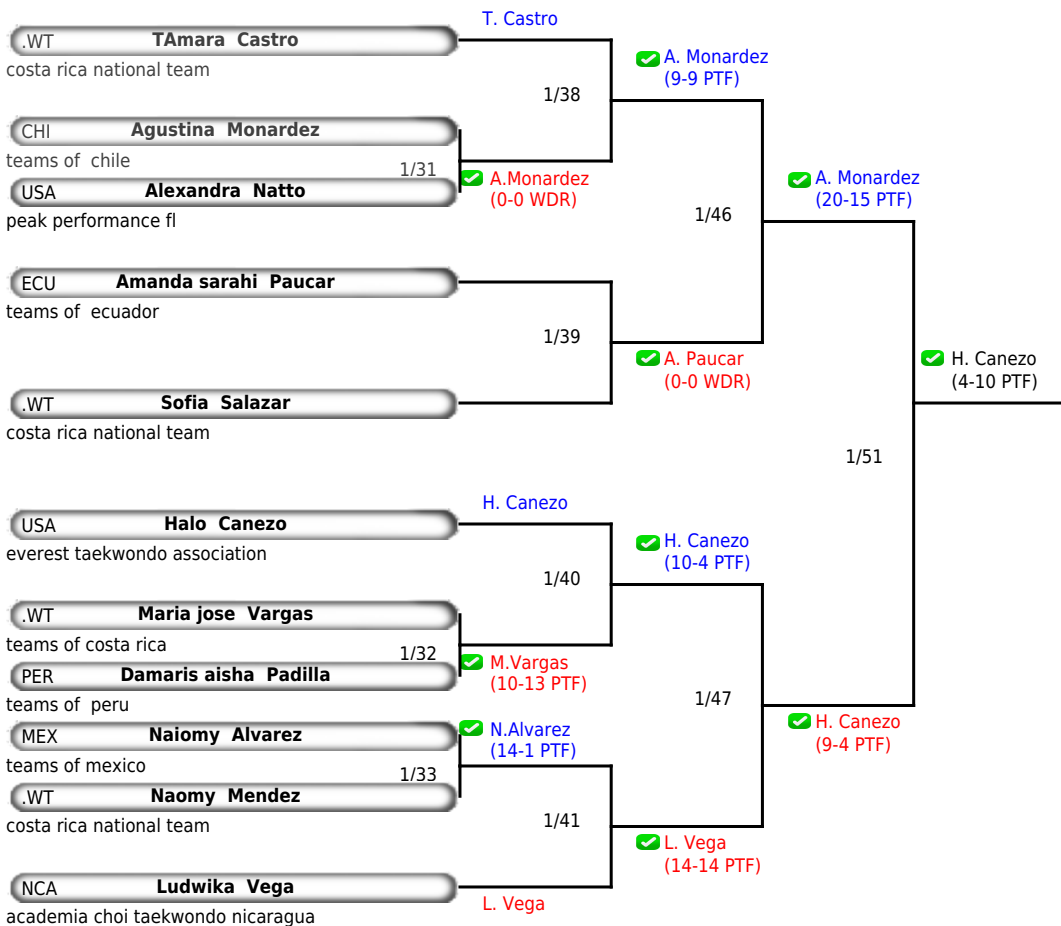 T. Castro
.WT TAmara Castro
costa rica national team
A. Monardez
(9-9 PTF)
1/38
CHI Agustina Monardez
teams of chile
1/31
A.Monardez
(0-0 WDR)
USA Alexandra Natto
peak performance fl
A. Monardez
(20-15 PTF)
1/46
ECU Amanda sarahi Paucar
teams of ecuador
1/39
A. Paucar
(0-0 WDR)
H. Canezo
(4-10 PTF)
.WT Sofia Salazar
costa rica national team
1/51
H. Canezo
USA Halo Canezo
everest taekwondo association
H. Canezo
(10-4 PTF)
1/40
.WT Maria jose Vargas
teams of costa rica
1/32
M.Vargas
(10-13 PTF)
PER Damaris aisha Padilla
teams of peru
1/47
H. Canezo
(9-4 PTF)
MEX Naiomy Alvarez
teams of mexico
N.Alvarez
(14-1 PTF)
1/33
.WT Naomy Mendez
costa rica national team
1/41
L. Vega
(14-14 PTF)
NCA Ludwika Vega
academia choi taekwondo nicaragua
L. Vega